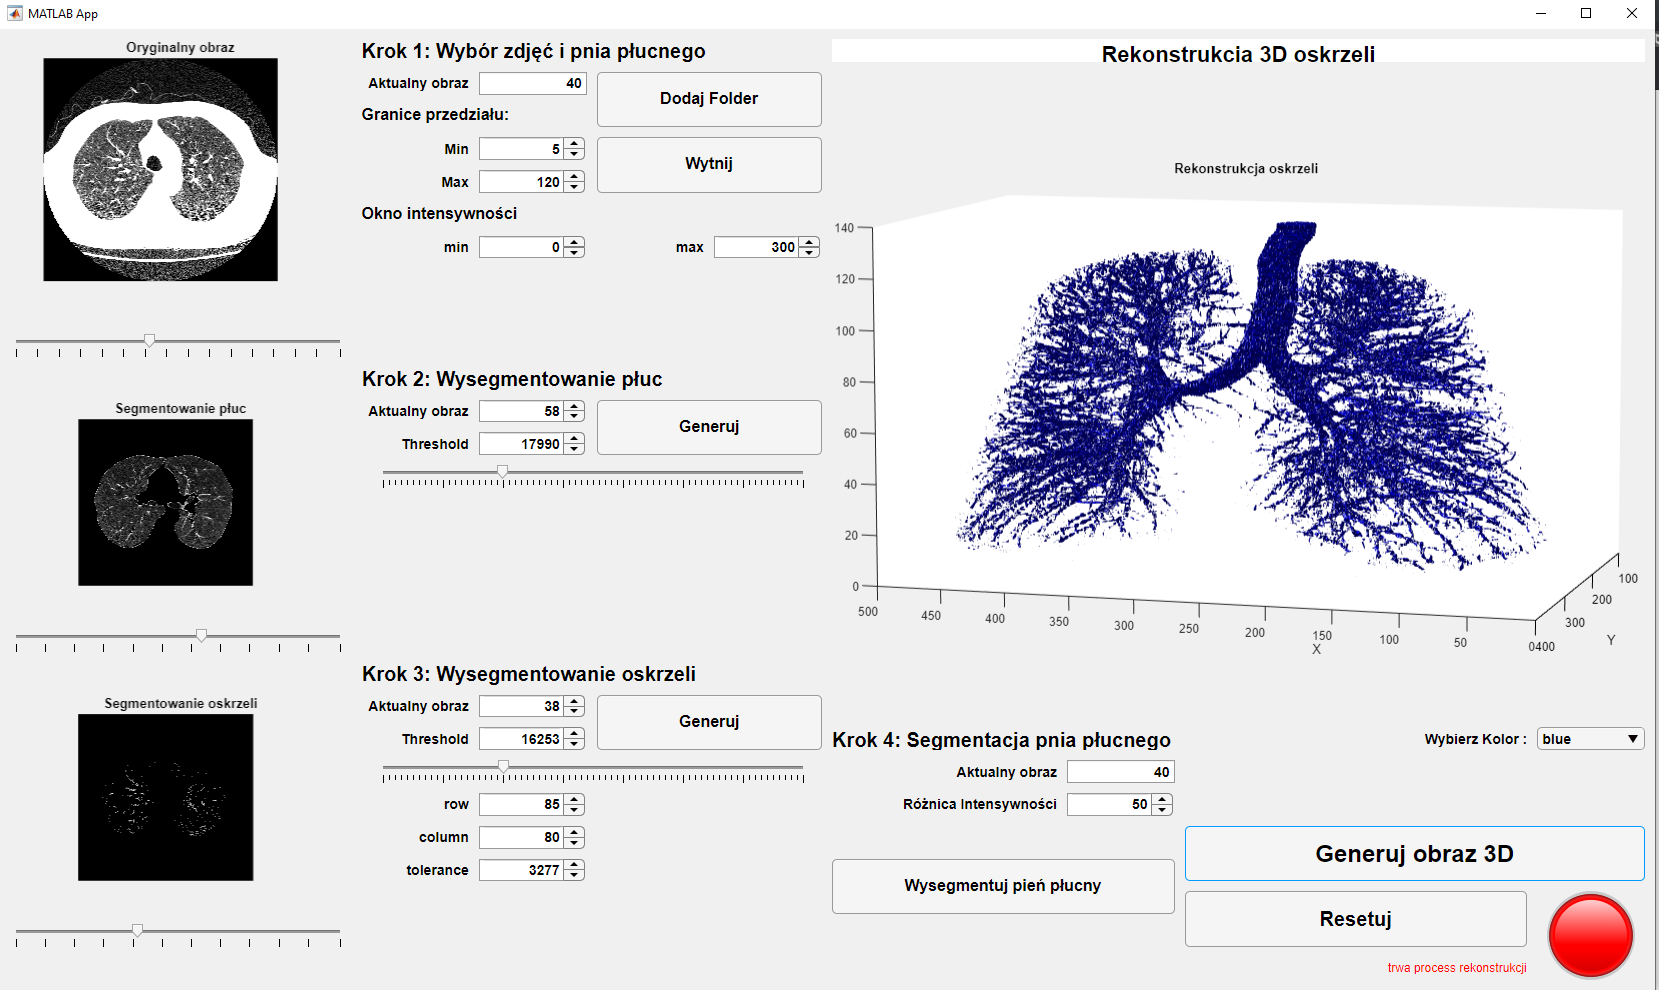 MATLAB App
Oryginalny obraz
Krok 1: Wybór zdjęć i pnia płucnego
Aktualny obraz 40
Dodaj Folder
Granice przedziału:
Min 5
Wytnij
Max 120
Okno intensywności
min 0 max 300
Segmentowanie płuc
Krok 2: Wysegmentowanie płuc
Aktualny obraz 58
Generuj
Threshold 17990
Segmentowanie oskrzeli
Krok 3: Wysegmentowanie oskrzeli
Aktualny obraz 38
Generuj
Threshold 16253
row 85
column 80
tolerance 3277
Rekonstrukcia 3D oskrzeli
Rekonstrukcja oskrzeli
140
120
100
80
60
40
20
0
500 450 400 350 300 250 200 150 100 50 0400
X
300 200 100
Y
Krok 4: Segmentacja pnia płucnego
Wybierz Kolor : blue
Aktualny obraz 40
Różnica Intensywności 50
Generuj obraz 3D
Wysegmentuj pień płucny
Resetuj
trwa process rekonstrukcji